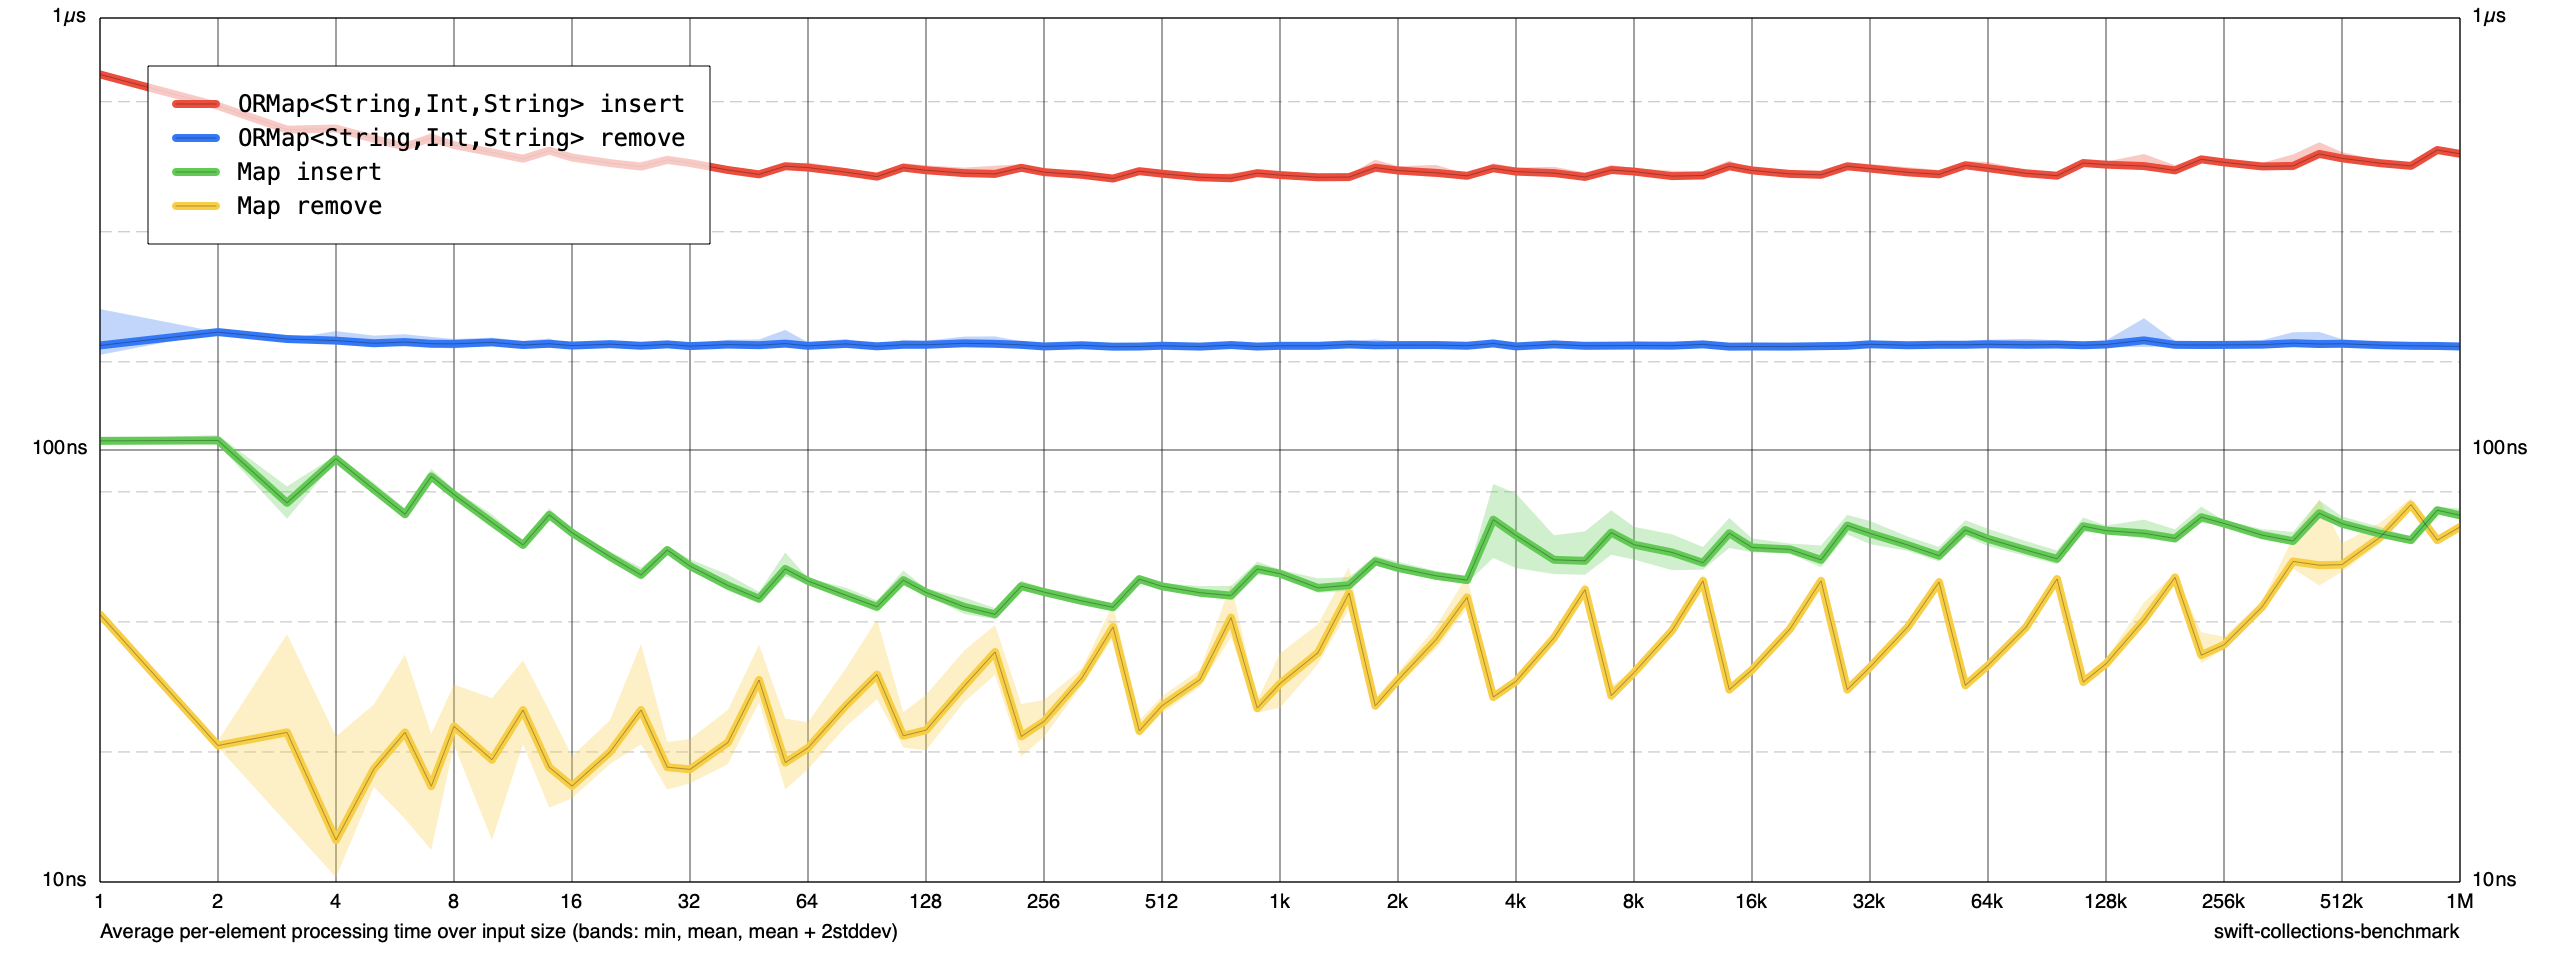 1µs
1µs
ORMap<String,Int,String> insert
ORMap<String,Int,String> remove
Map insert
Map remove
100ns
100ns
10ns
10ns
1 2 4 8 16 32 64 128 256 512 1k 2k 4k 8k 16k 32k 64k 128k 256k 512k 1M
Average per-element processing time over input size (bands: min, mean, mean + 2stddev)
swift-collections-benchmark